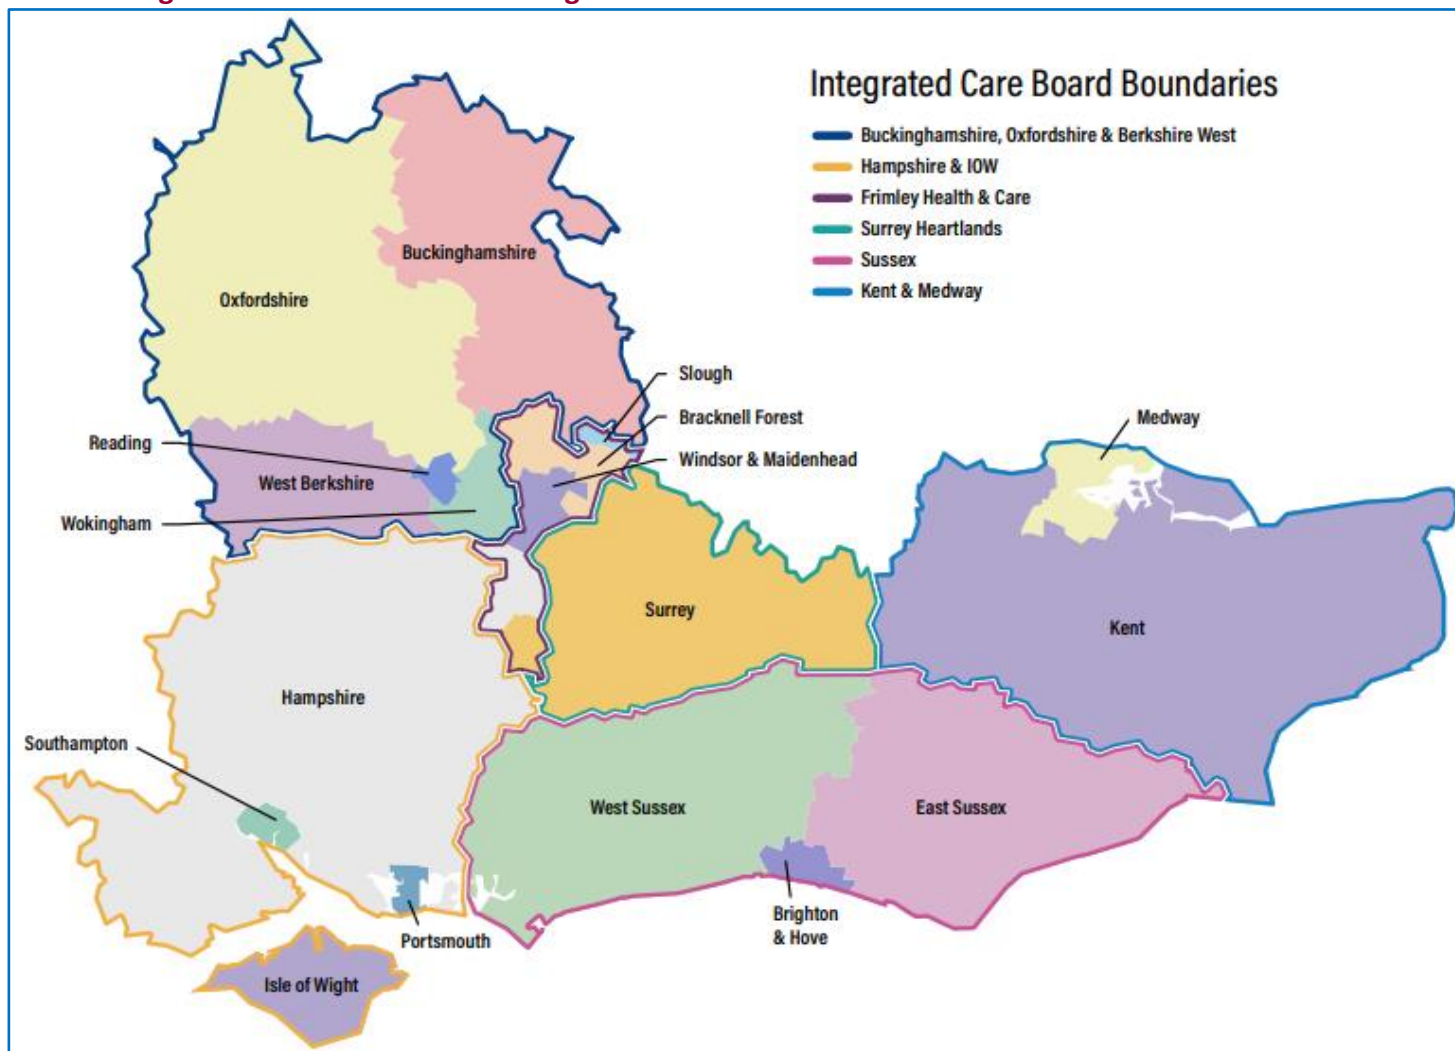 Integrated Care Board Boundaries
Buckinghamshire, Oxfordshire & Berkshire West
Hampshire & IOW
Frimley Health & Care
Surrey Heartlands
Sussex
Kent & Medway
Buckinghamshire
Oxfordshire
Slough
Bracknell Forest
Medway
Reading
Windsor & Maidenhead
West Berkshire
Wokingham
Surrey
Kent
Hampshire
Southampton
West Sussex
East Sussex
Brighton
& Hove
Portsmouth
Isle of Wight